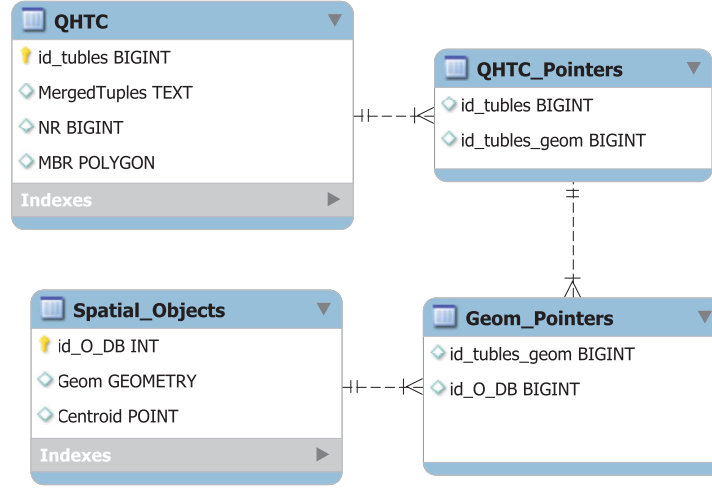 QHTC
id_tubles BIGINT
MergedTuples TEXT
NR BIGINT
MBR POLYGON
Indexes
QHTC_Pointers
id_tubles BIGINT
id_tubles_geom BIGINT
Spatial_Objects
id_O_DB INT
Geom GEOMETRY
Centroid POINT
Indexes
Geom_Pointers
id_tubles_geom BIGINT
id_O_DB BIGINT